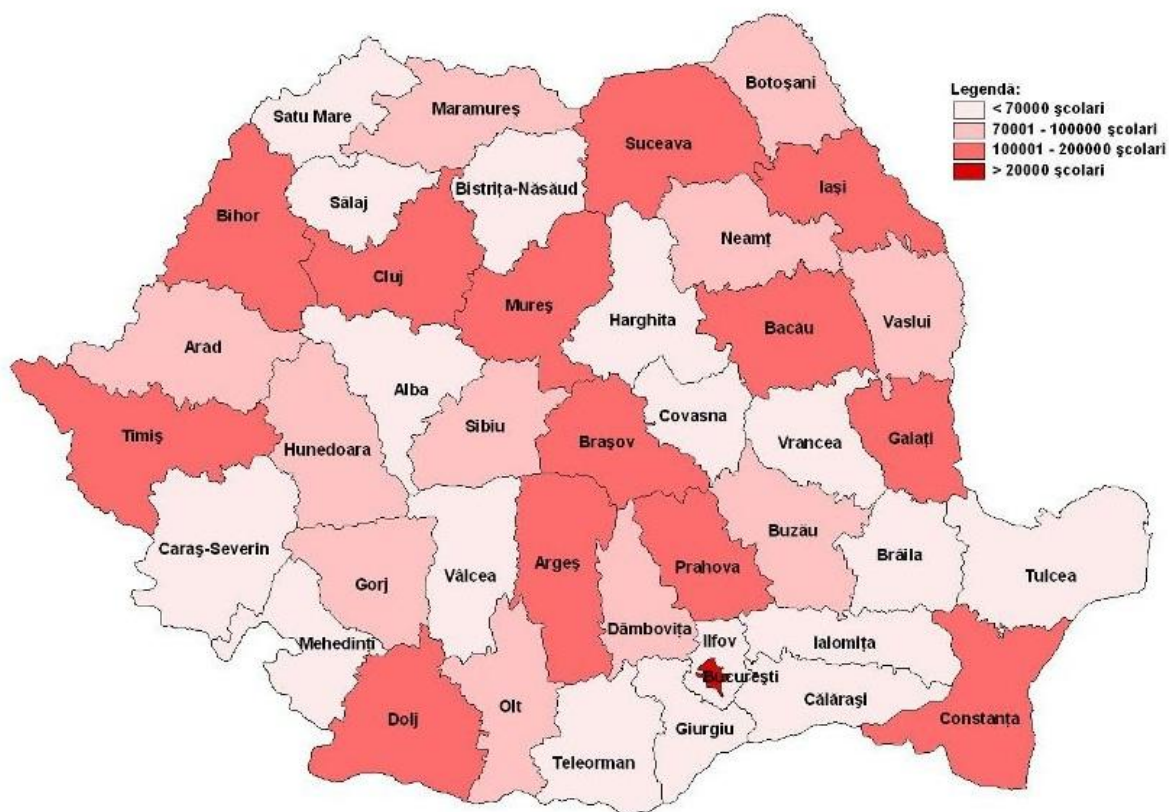 Legendă:
< 70000 şcolari
70001 - 100000 şcolari
100001 - 200000 şcolari
> 20000 şcolari
Botoşani
Satu Mare
Maramureş
Suceava
Iaşi
Bistriţa-Năsăud
Sălaj
Bihor
Neamţ
Cluj
Mureş
Harghita
Bacău
Vaslui
Arad
Alba
Timiş
Hunedoara
Sibiu
Braşov
Covasna
Vrancea
Galaţi
Caraş-Severin
Gorj
Vâlcea
Argeş
Prahova
Buzău
Brăila
Tulcea
Dâmboviţa
Mehedinţi
Ilfov
Ialomiţa
Bucureşti
Călăraşi
Dolj
Olt
Giurgiu
Constanţa
Teleorman